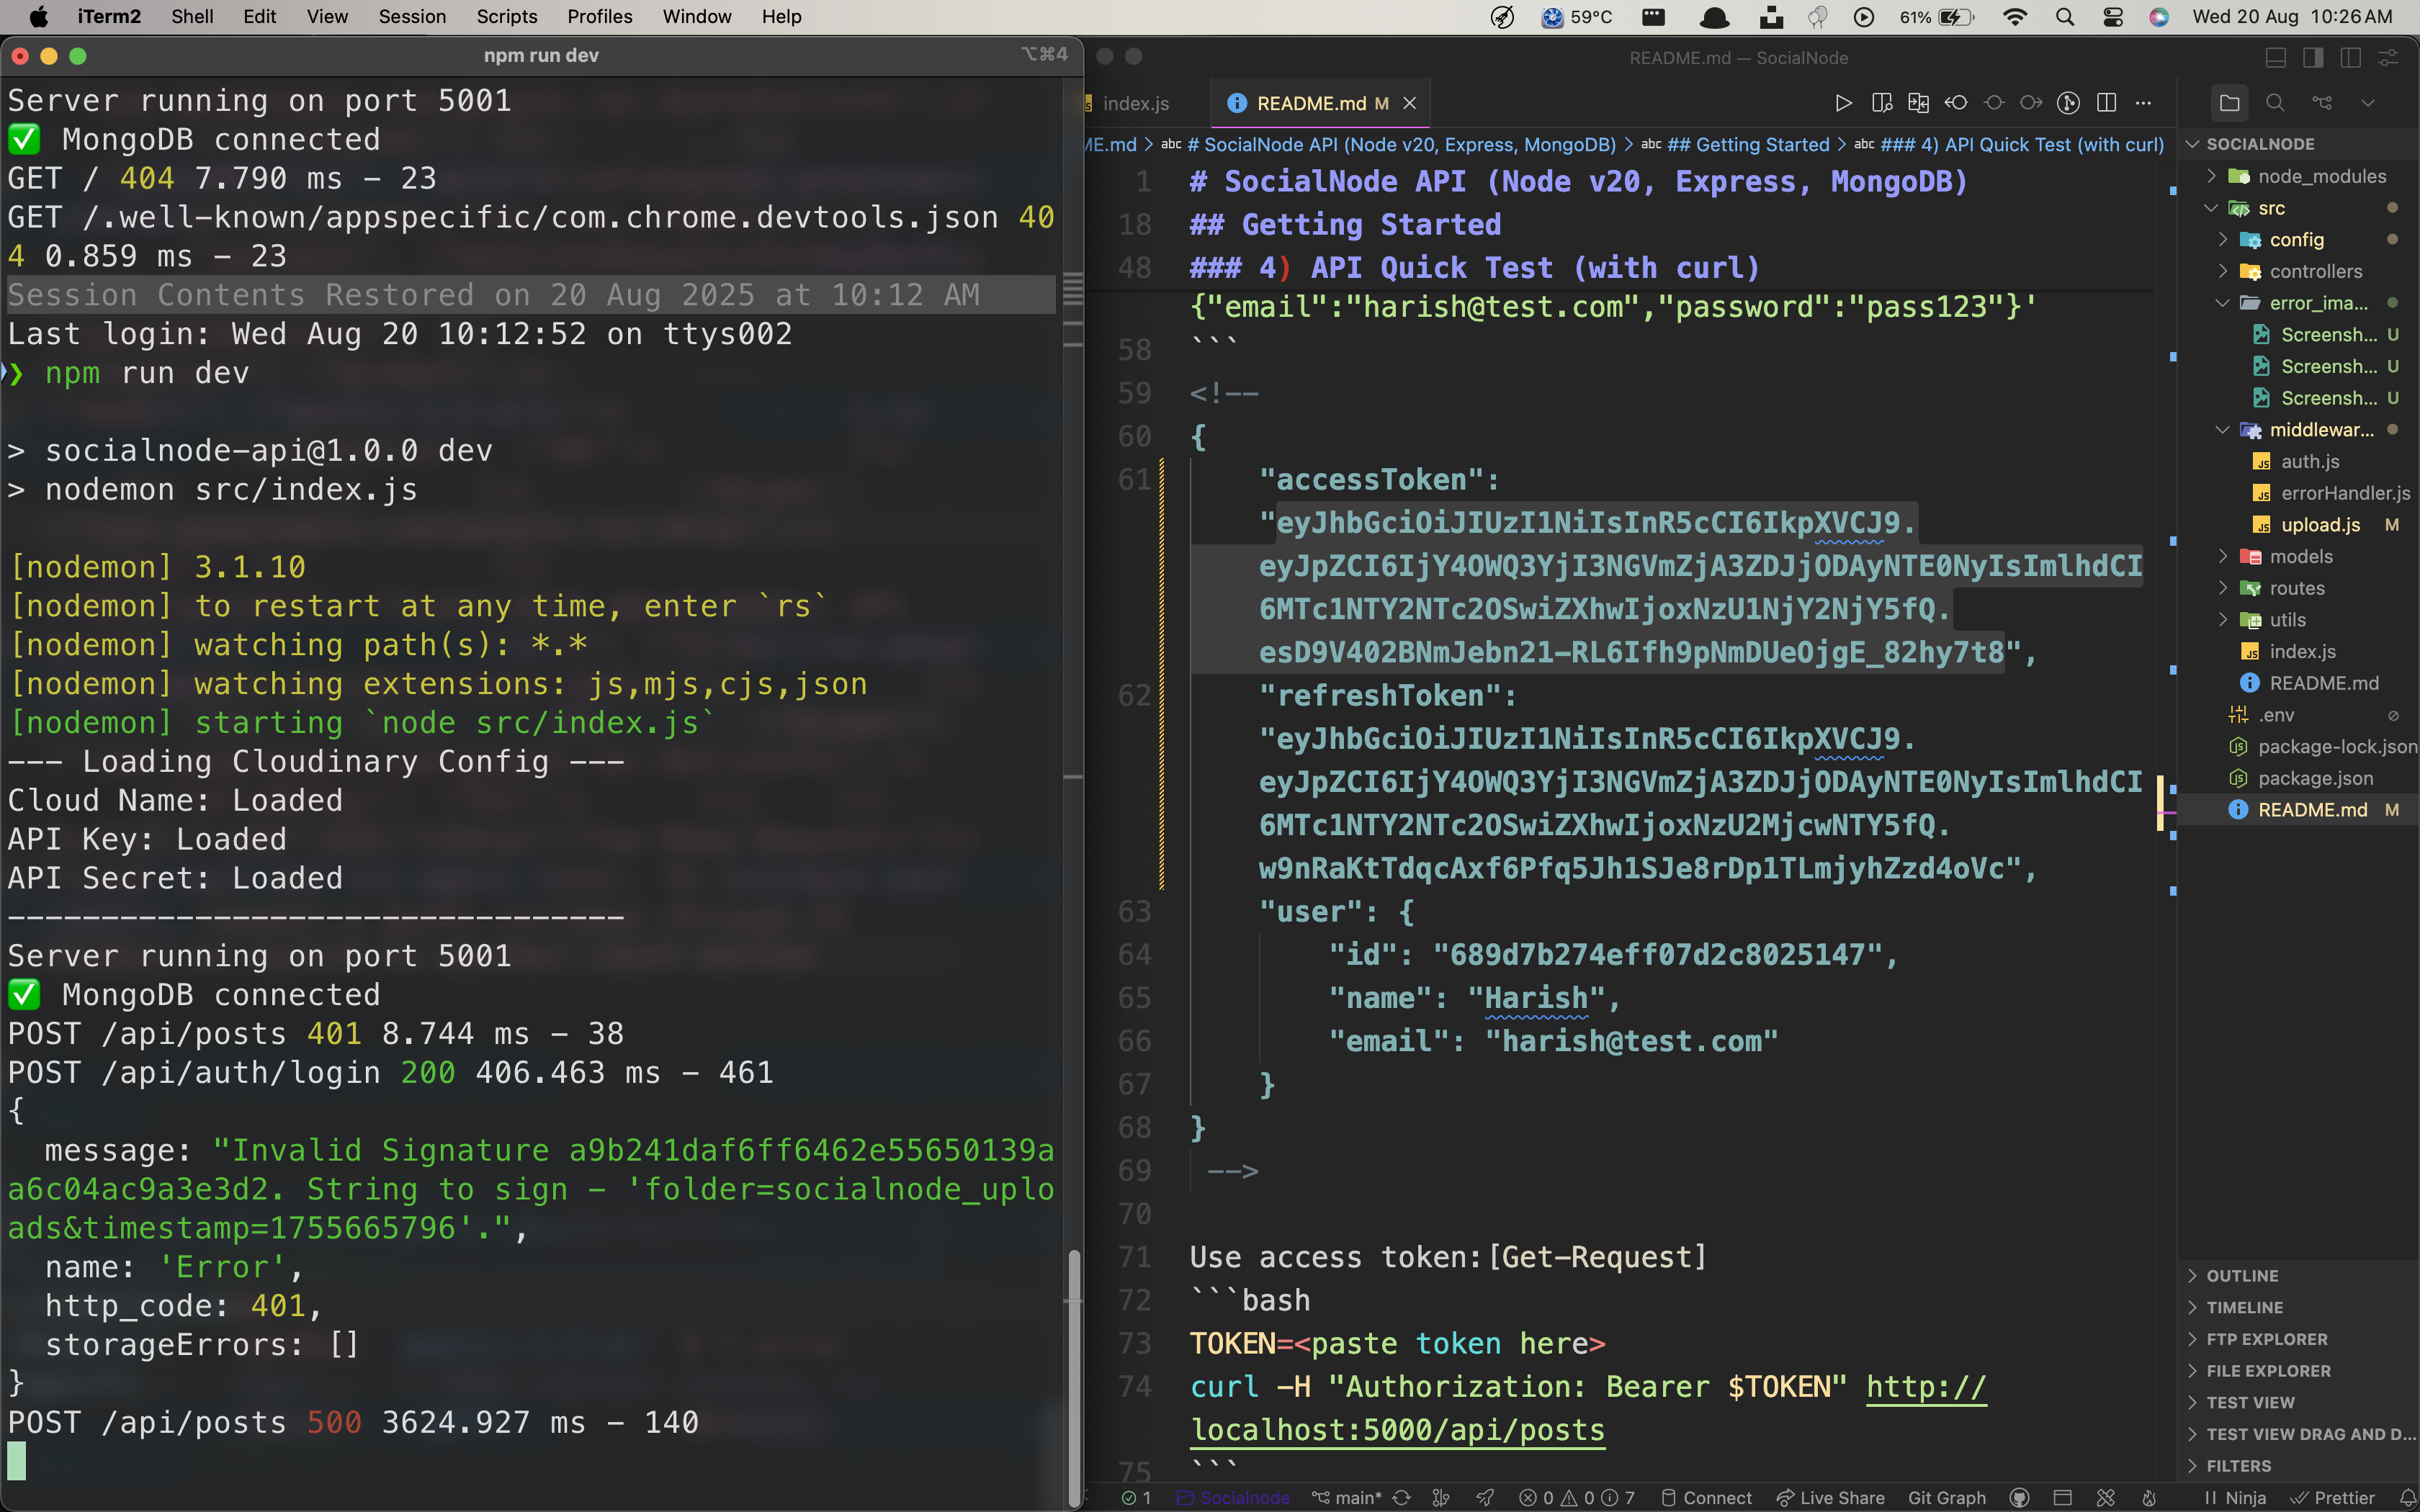 iTerm2 Shell Edit View Session Scripts Profiles Window Help 59°C 61% Wed 20 Aug 10:26 AM
npm run dev ⌥⌘4
Server running on port 5001
✅ MongoDB connected
GET / 404 7.790 ms - 23
GET /.well-known/appspecific/com.chrome.devtools.json 40
4 0.859 ms - 23
Session Contents Restored on 20 Aug 2025 at 10:12 AM
Last login: Wed Aug 20 10:12:52 on ttys002
❯ npm run dev
> socialnode-api@1.0.0 dev
> nodemon src/index.js
[nodemon] 3.1.10
[nodemon] to restart at any time, enter `rs`
[nodemon] watching path(s): *.*
[nodemon] watching extensions: js,mjs,cjs,json
[nodemon] starting `node src/index.js`
--- Loading Cloudinary Config ---
Cloud Name: Loaded
API Key: Loaded
API Secret: Loaded
---------------------------------
Server running on port 5001
✅ MongoDB connected
POST /api/posts 401 8.744 ms - 38
POST /api/auth/login 200 406.463 ms - 461
{
message: "Invalid Signature a9b241daf6ff6462e55650139a
a6c04ac9a3e3d2. String to sign - 'folder=socialnode_uplo
ads&timestamp=1755665796'.",
name: 'Error',
http_code: 401,
storageErrors: []
}
POST /api/posts 500 3624.927 ms - 140
README.md — SocialNode
index.js
README.md M
ME.md > abc # SocialNode API (Node v20, Express, MongoDB) > abc ## Getting Started > abc ### 4) API Quick Test (with curl)
1 # SocialNode API (Node v20, Express, MongoDB)
18 ## Getting Started
48 ### 4) API Quick Test (with curl)
{"email":"harish@test.com","password":"pass123"}'
58 ```
59 <!--
60 {
61 "accessToken":
"eyJhbGciOiJIUzI1NiIsInR5cCI6IkpXVCJ9.
eyJpZCI6IjY4OWQ3YjI3NGVmZjA3ZDJjODAyNTE0NyIsImlhdCI
6MTc1NTY2NTc2OSwiZXhwIjoxNzU1NjY2NjY5fQ.
esD9V402BNmJebn21-RL6Ifh9pNmDUeOjgE_82hy7t8",
62 "refreshToken":
"eyJhbGciOiJIUzI1NiIsInR5cCI6IkpXVCJ9.
eyJpZCI6IjY4OWQ3YjI3NGVmZjA3ZDJjODAyNTE0NyIsImlhdCI
6MTc1NTY2NTc2OSwiZXhwIjoxNzU2MjcwNTY5fQ.
w9nRaKtTdqcAxf6Pfq5Jh1SJe8rDp1TLmjyhZzd4oVc",
63 "user": {
64 "id": "689d7b274eff07d2c8025147",
65 "name": "Harish",
66 "email": "harish@test.com"
67 }
68 }
69 -->
70
71 Use access token:[Get-Request]
72 ```bash
73 TOKEN=<paste token here>
74 curl -H "Authorization: Bearer $TOKEN" http://
localhost:5000/api/posts
75 ```
SOCIALNODE
node_modules
src
config
controllers
error_ima...
Screensh... U
Screensh... U
Screensh... U
middlewar...
auth.js
errorHandler.js
upload.js M
models
routes
utils
index.js
README.md
.env
package-lock.json
package.json
README.md M
OUTLINE
TIMELINE
FTP EXPLORER
FILE EXPLORER
TEST VIEW
TEST VIEW DRAG AND D...
FILTERS
1 Socialnode main* 0 0 7 Connect Live Share Git Graph Ninja Prettier